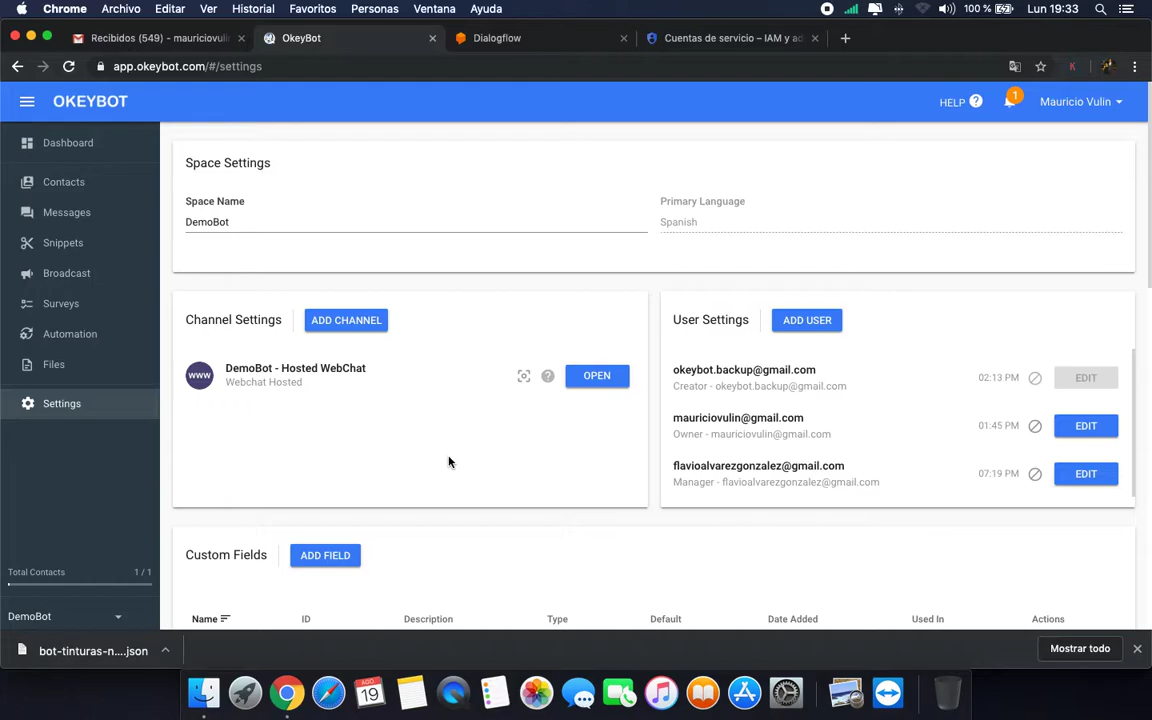 Chrome Archivo Editar Ver Historial Favoritos Personas Ventana Ayuda 100 % Lun 19:33
Recibidos (549) – mauriciovulin
OkeyBot
Dialogflow
Cuentas de servicio – IAM y ad
app.okeybot.com/#/settings
OKEYBOT
HELP
1
Mauricio Vulin
Dashboard
Contacts
Messages
Snippets
Broadcast
Surveys
Automation
Files
Settings
Total Contacts 1 / 1
DemoBot
Space Settings
Space Name
DemoBot
Primary Language
Spanish
Channel Settings
ADD CHANNEL
www
DemoBot - Hosted WebChat
Webchat Hosted
OPEN
User Settings
ADD USER
okeybot.backup@gmail.com
Creator - okeybot.backup@gmail.com
02:13 PM
EDIT
mauriciovulin@gmail.com
Owner - mauriciovulin@gmail.com
01:45 PM
EDIT
flavioalvarezgonzalez@gmail.com
Manager - flavioalvarezgonzalez@gmail.com
07:19 PM
EDIT
Custom Fields
ADD FIELD
Name ID Description Type Default Date Added Used In Actions
bot-tinturas-n....json
Mostrar todo
AGO
19